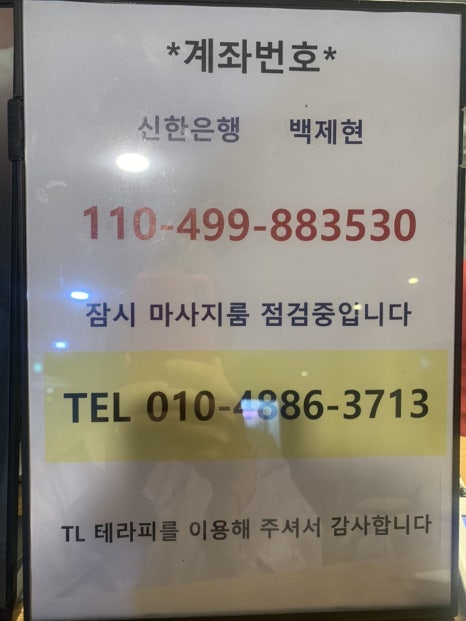 *계좌번호*
신한은행 백제현
110-499-883530
잠시 마사지룸 점검중입니다
TEL 010-4886-3713
TL 테라피를 이용해 주셔서 감사합니다